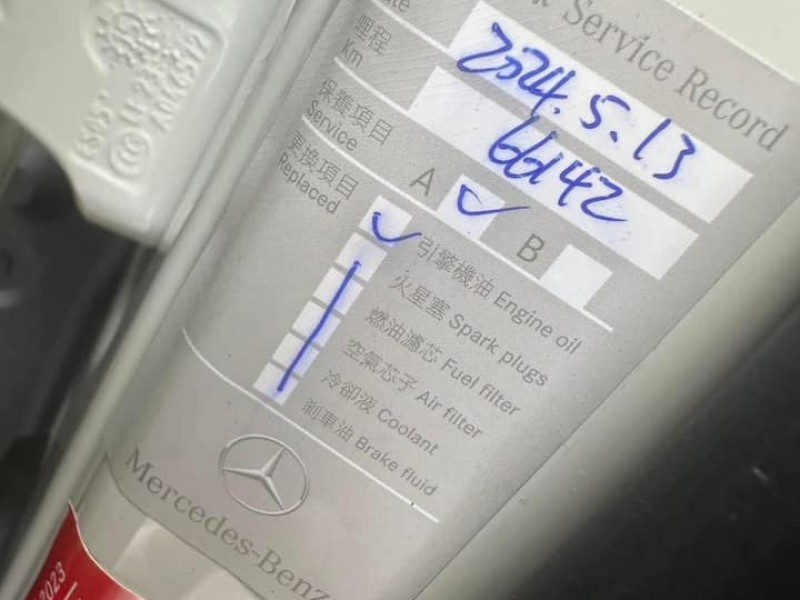 Service Record
2024.5.13
哩程
Km
66142
保養項目
Service
A ✓ B
更換項目
Replaced
✓ 引擎機油 Engine oil
火星塞 Spark plugs
燃油濾芯 Fuel filter
空氣芯子 Air filter
冷卻液 Coolant
剎車油 Brake fluid
Mercedes-Benz
2023